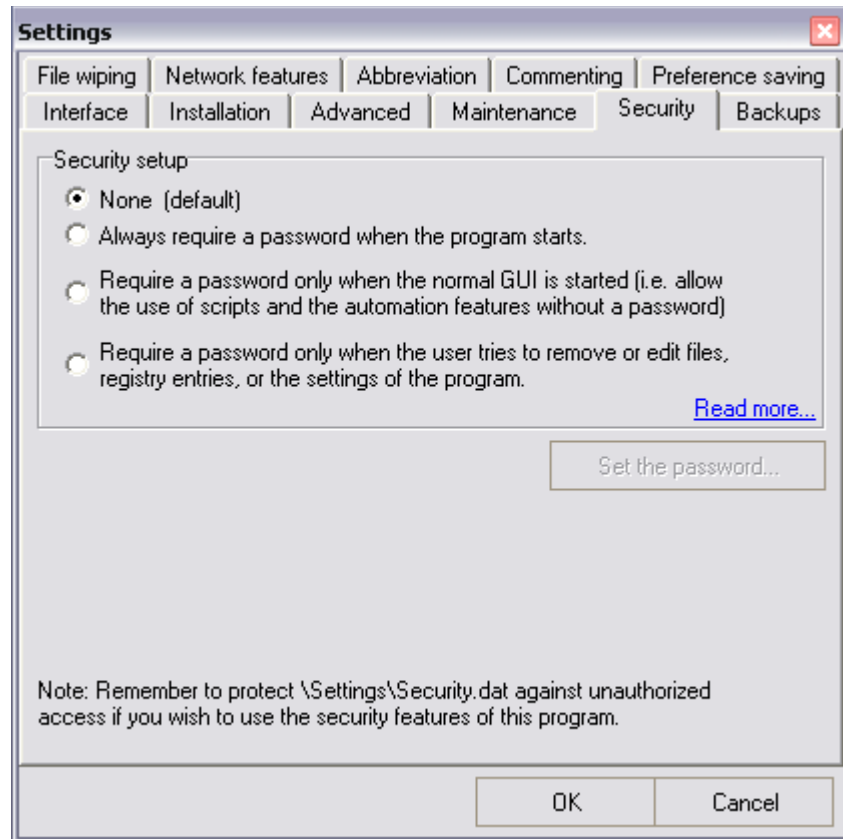 Settings
File wiping Network features Abbreviation Commenting Preference saving
Interface Installation Advanced Maintenance Security Backups
Security setup
None (default)
Always require a password when the program starts.
Require a password only when the normal GUI is started (i.e. allow
the use of scripts and the automation features without a password)
Require a password only when the user tries to remove or edit files,
registry entries, or the settings of the program.
Read more...
Set the password...
Note: Remember to protect \Settings\Security.dat against unauthorized
access if you wish to use the security features of this program.
OK Cancel